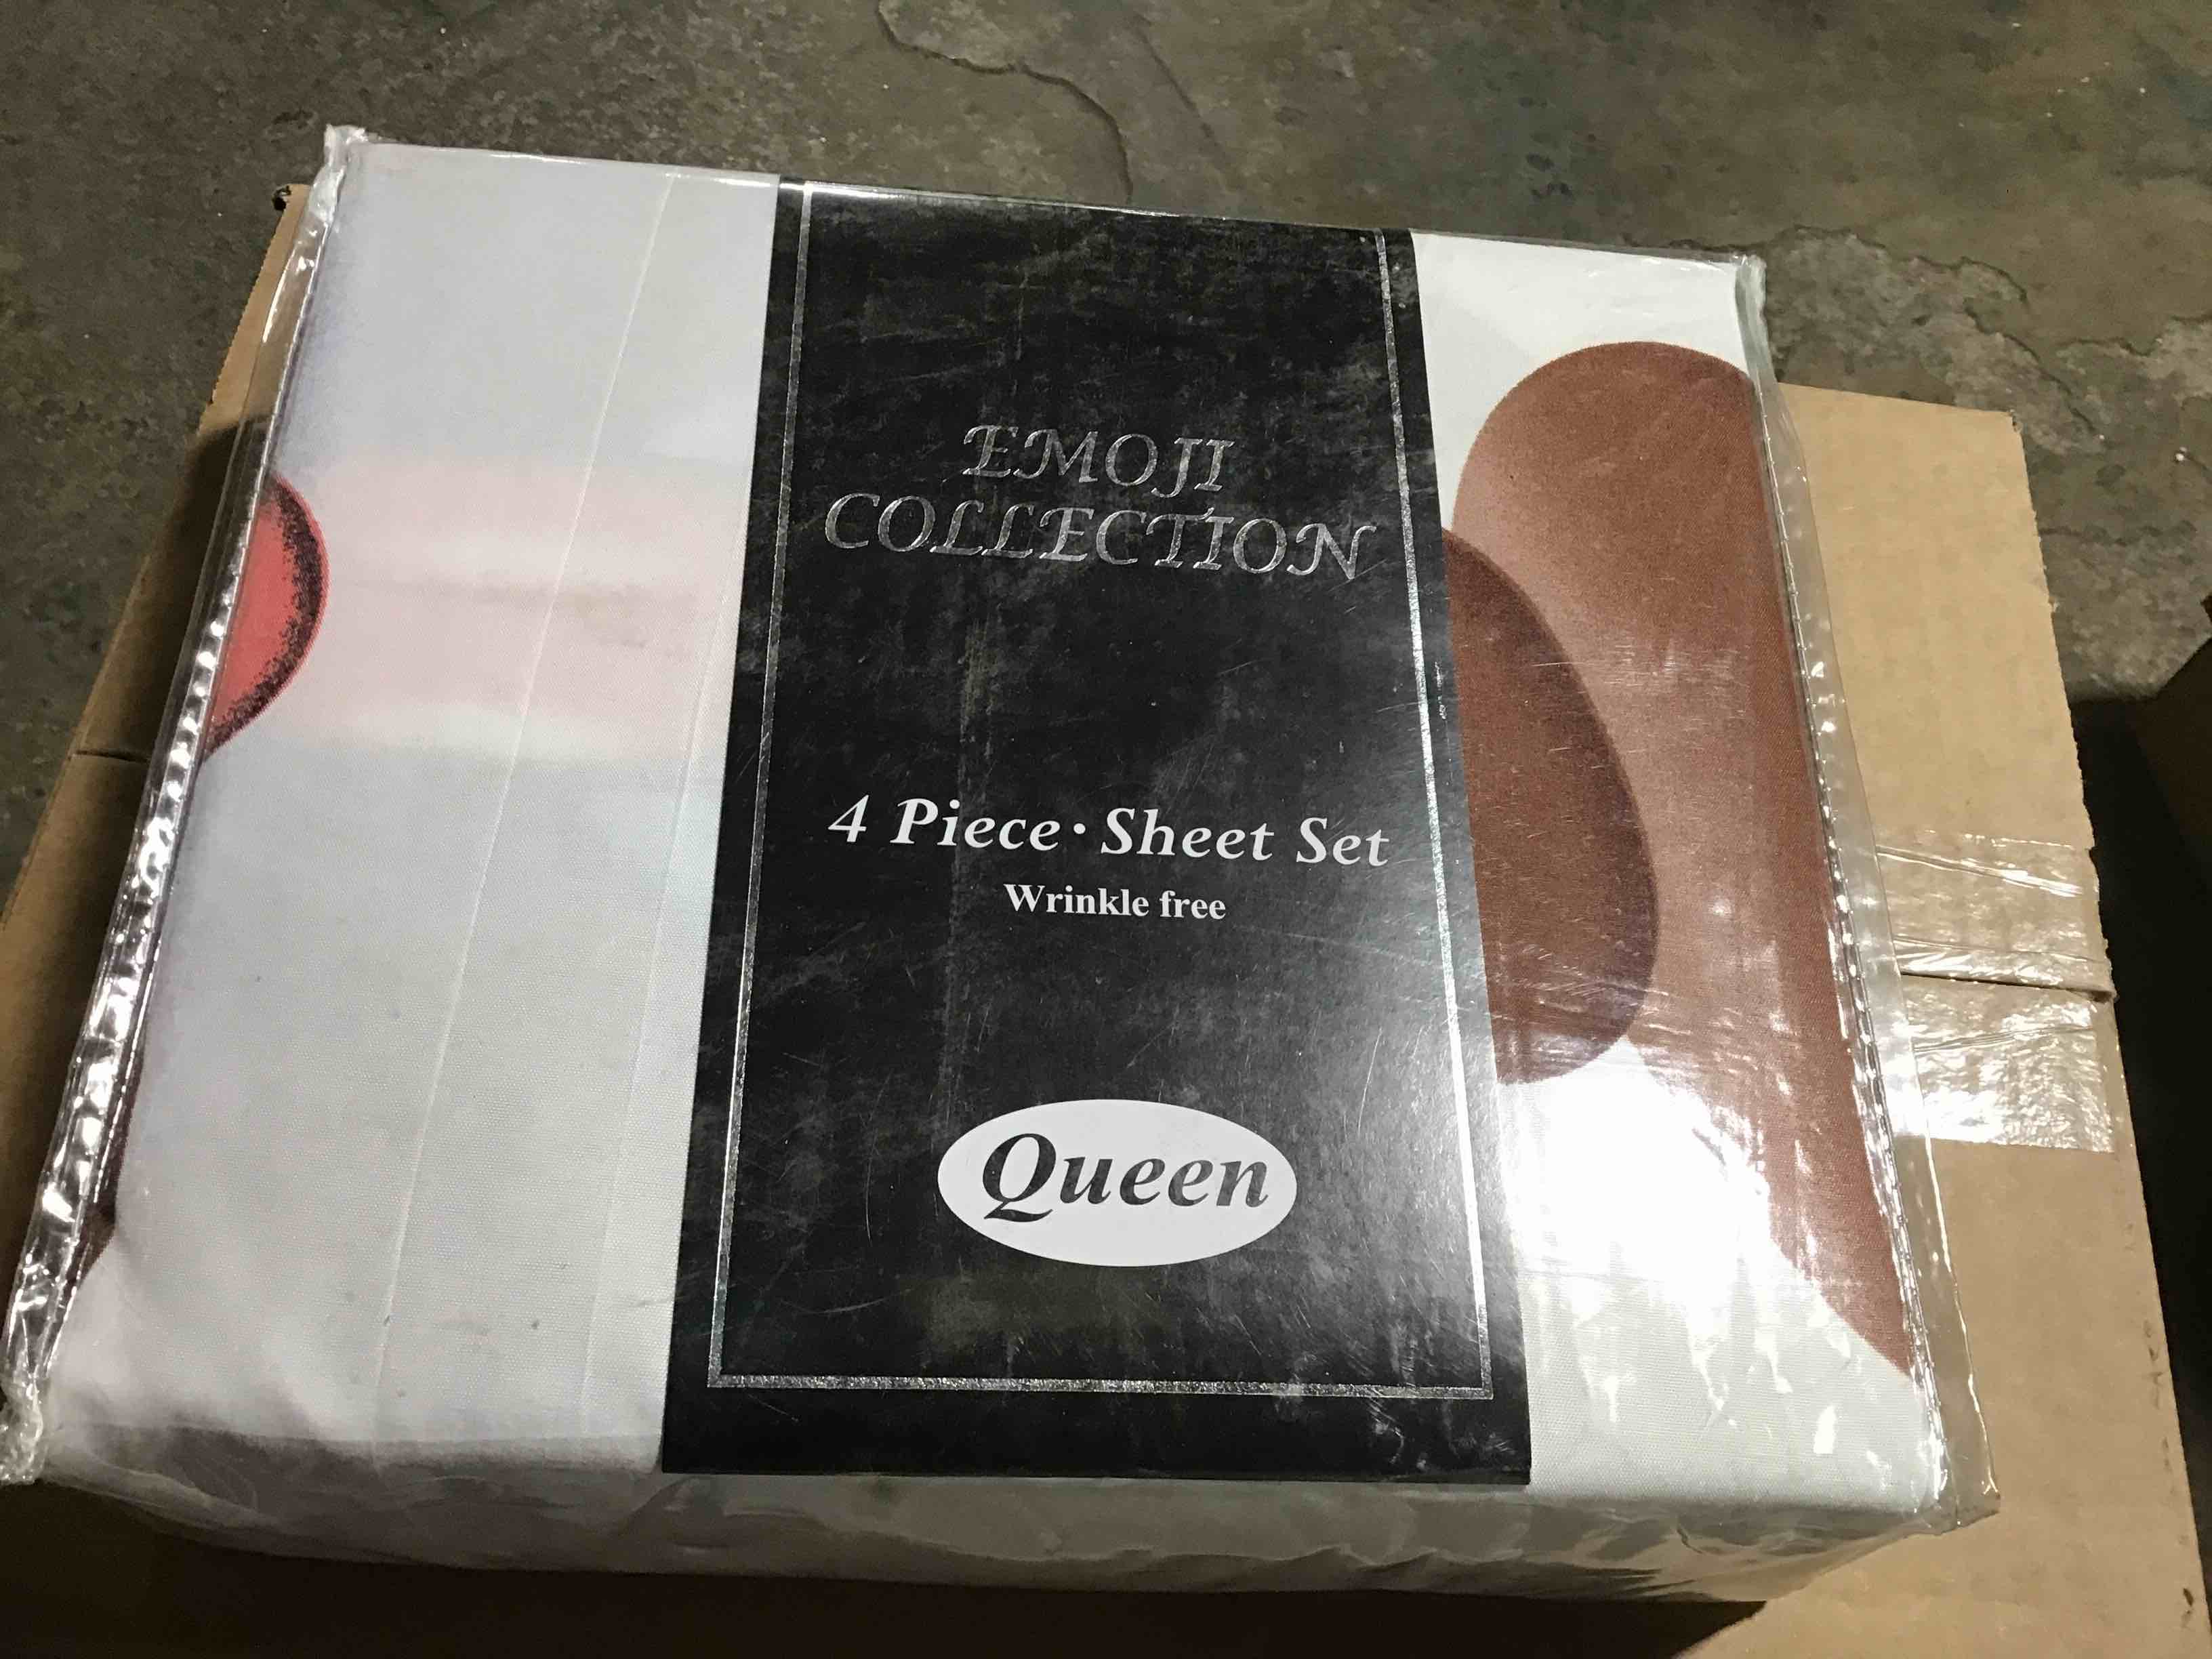 EMOJI
COLLECTION
4 Piece · Sheet Set
Wrinkle free
Queen